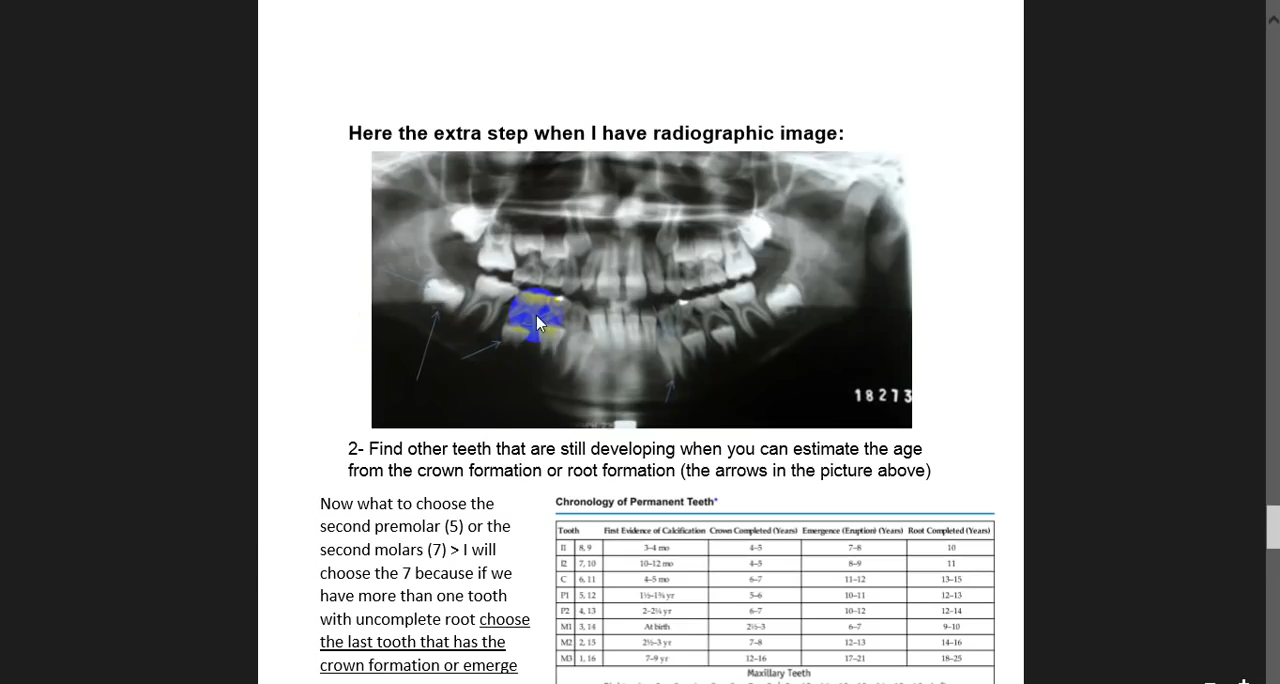 Here the extra step when I have radiographic image:
18273
2- Find other teeth that are still developing when you can estimate the age
from the crown formation or root formation (the arrows in the picture above)
Now what to choose the
second premolar (5) or the
second molars (7) > I will
choose the 7 because if we
have more than one tooth
with uncomplete root choose
the last tooth that has the
crown formation or emerge
Chronology of Permanent Teeth*
Tooth First Evidence of Calcification Crown Completed (Years) Emergence (Eruption) (Years) Root Completed (Years)
I1 8, 9 3-4 mo 4-5 7-8 10
I2 7, 10 10-12 mo 4-5 8-9 11
C 6, 11 4-5 mo 6-7 11-12 13-15
P1 5, 12 1½-1¾ yr 5-6 10-11 12-13
P2 4, 13 2-2¼ yr 6-7 10-12 12-14
M1 3, 14 At birth 2½-3 6-7 9-10
M2 2, 15 2½-3 yr 7-8 12-13 14-16
M3 1, 16 7-9 yr 12-16 17-21 18-25
Maxillary Teeth